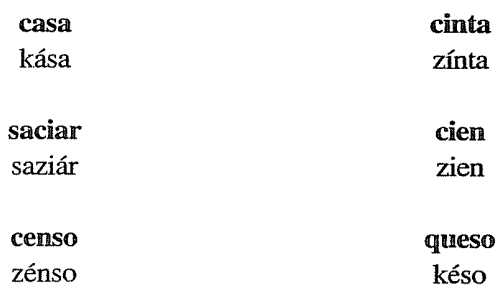 casa
kása
cinta
zínta
saciar
saziár
cien
zien
censo
zénso
queso
késo